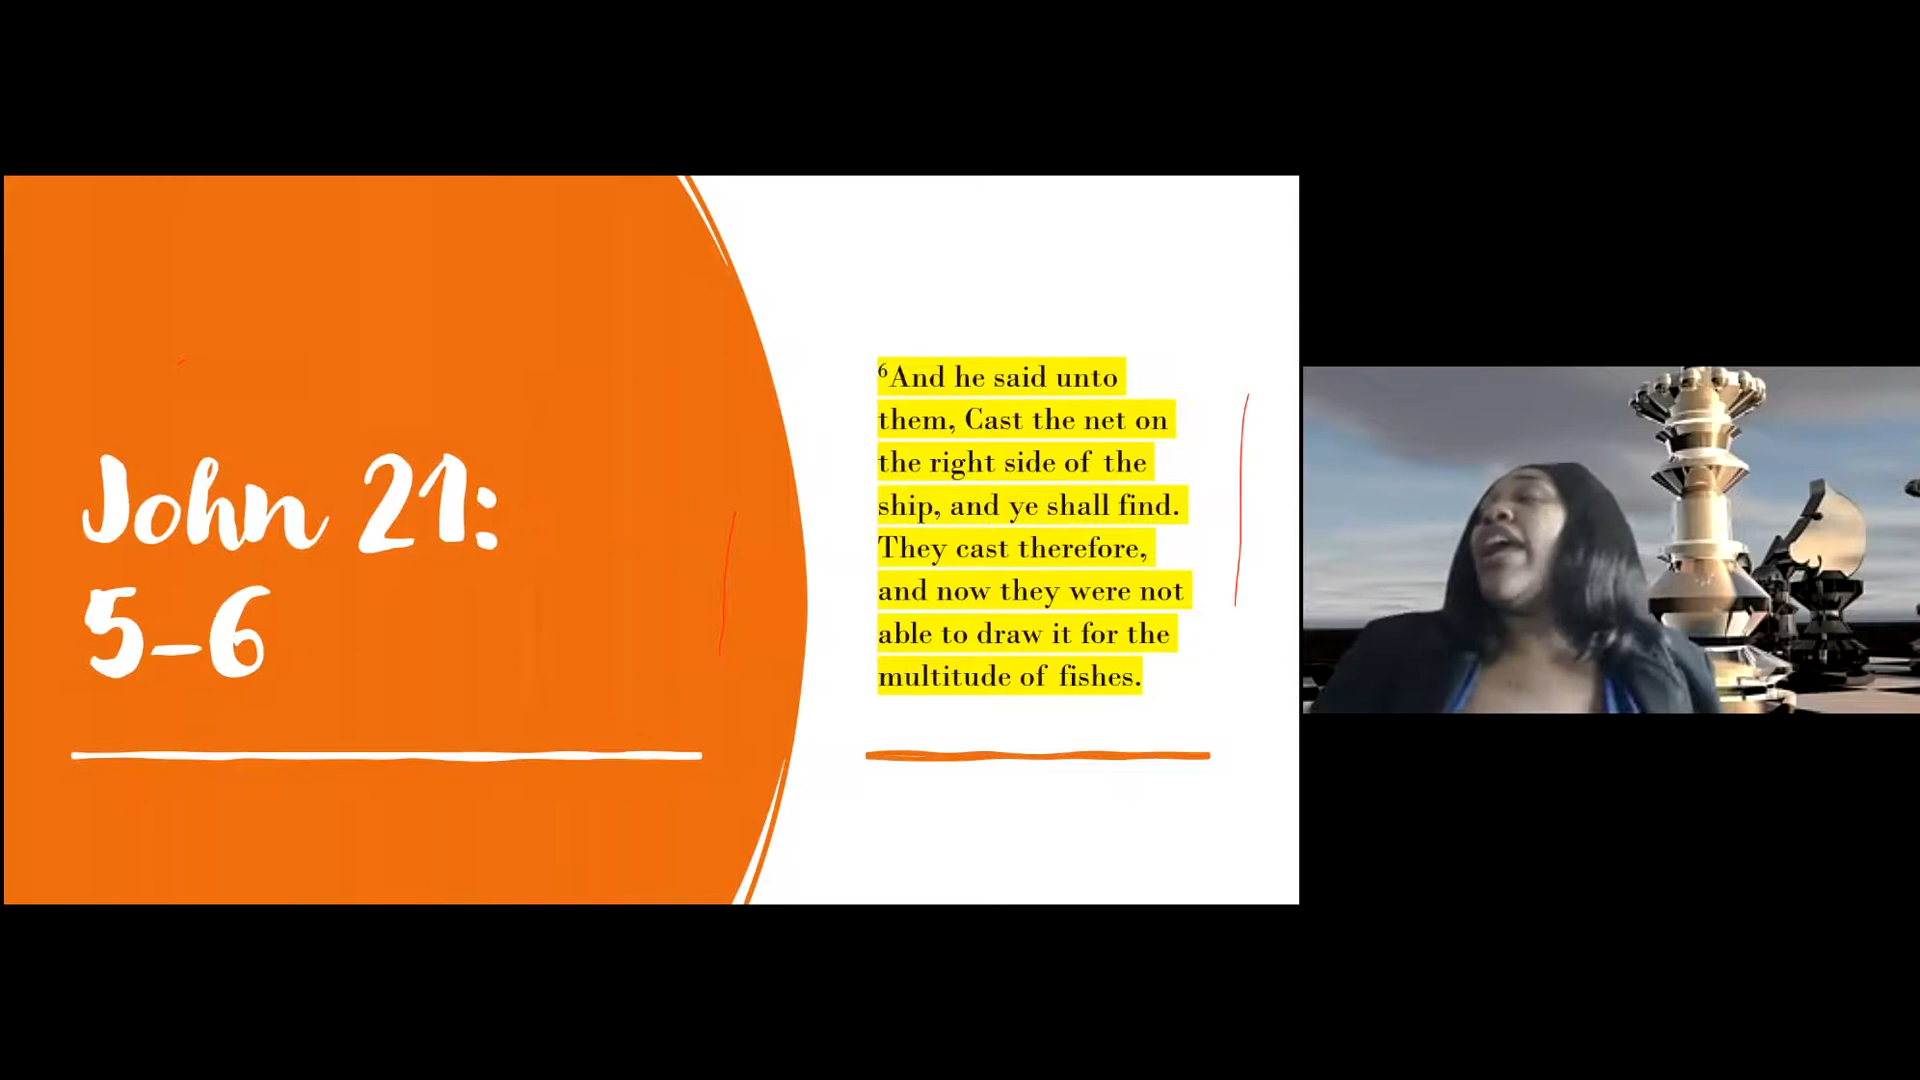 John 21:
5-6
⁶And he said unto
them, Cast the net on
the right side of the
ship, and ye shall find.
They cast therefore,
and now they were not
able to draw it for the
multitude of fishes.